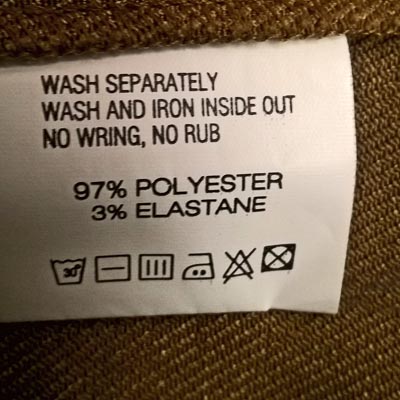 WASH SEPARATELY
WASH AND IRON INSIDE OUT
NO WRING, NO RUB
97% POLYESTER
3% ELASTANE
30°